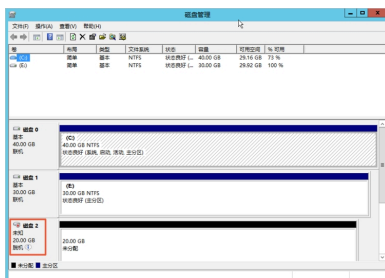 磁盘管理
文件(F) 操作(A) 查看(V) 帮助(H)
卷 布局 类型 文件系统 状态 容量 可用空间 % 可用
(C:) 简单 基本 NTFS 状态良好 (... 40.00 GB 29.16 GB 73 %
(E:) 简单 基本 NTFS 状态良好 (... 30.00 GB 29.92 GB 100 %
磁盘 0
基本
40.00 GB
联机
(C:)
40.00 GB NTFS
状态良好 (系统, 启动, 活动, 主分区)
磁盘 1
基本
30.00 GB
联机
(E:)
30.00 GB NTFS
状态良好 (主分区)
磁盘 2
未知
20.00 GB
脱机
20.00 GB
未分配
未分配 主分区